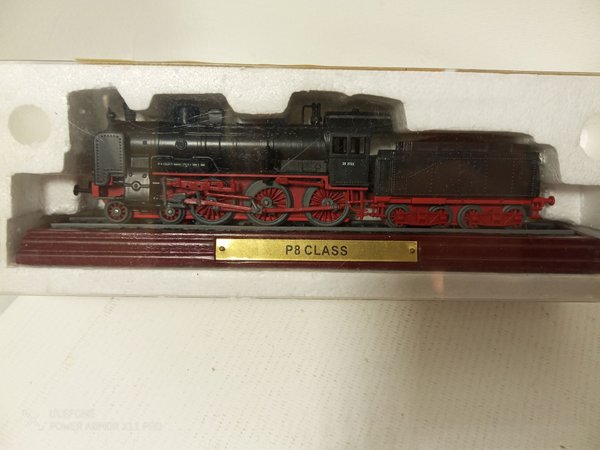 P8 CLASS
ULEFONE
POWER ARMOR X11 PRO